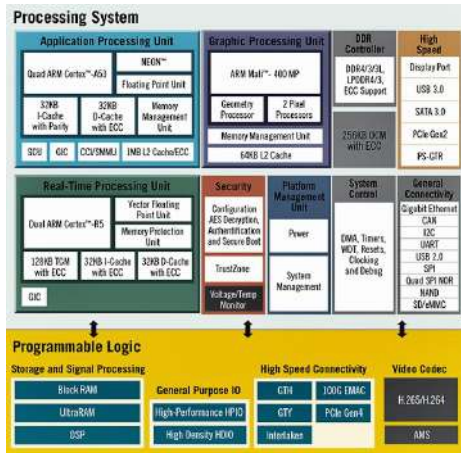 Processing System
Application Processing Unit
Quad ARM Cortex™-A53
NEON™
Floating Point Unit
32KB
I-Cache
with Parity
32KB
D-Cache
with ECC
Memory
Management
Unit
SCU
GIC
CCI/SMMU
1MB L2 Cache/ECC
Graphic Processing Unit
ARM Mali™- 400 MP
Geometry
Processor
2 Pixel
Processors
Memory Management Unit
64KB L2 Cache
DDR
Controller
DDR4/3/3L,
LPDDR4/3,
ECC Support
256KB OCM
with ECC
High
Speed
Display Port
USB 3.0
SATA 3.0
PCIe Gen2
PS-GTR
Real-Time Processing Unit
Dual ARM Cortex™-R5
Vector Floating
Point Unit
Memory Protection
Unit
128KB TCM
with ECC
32KB I-Cache
with ECC
32KB D-Cache
with ECC
GIC
Security
Configuration
AES Decryption,
Authentification
and Secure Boot
TrustZone
Voltage/Temp
Monitor
Platform
Management
Unit
Power
System
Management
System
Control
DMA, Timers,
WDT, Resets,
Clocking
and Debug
General
Connectivity
Gigabit Ethernet
CAN
I2C
UART
USB 2.0
SPI
Quad SPI NOR
NAND
SD/eMMC
Programmable Logic
Storage and Signal Processing
Block RAM
UltraRAM
DSP
General Purpose IO
High-Performance HPIO
High Density HDIO
High Speed Connectivity
GTH
100G EMAC
GTY
PCIe Gen4
Interlaken
Video Codec
H.265/H.264
AMS